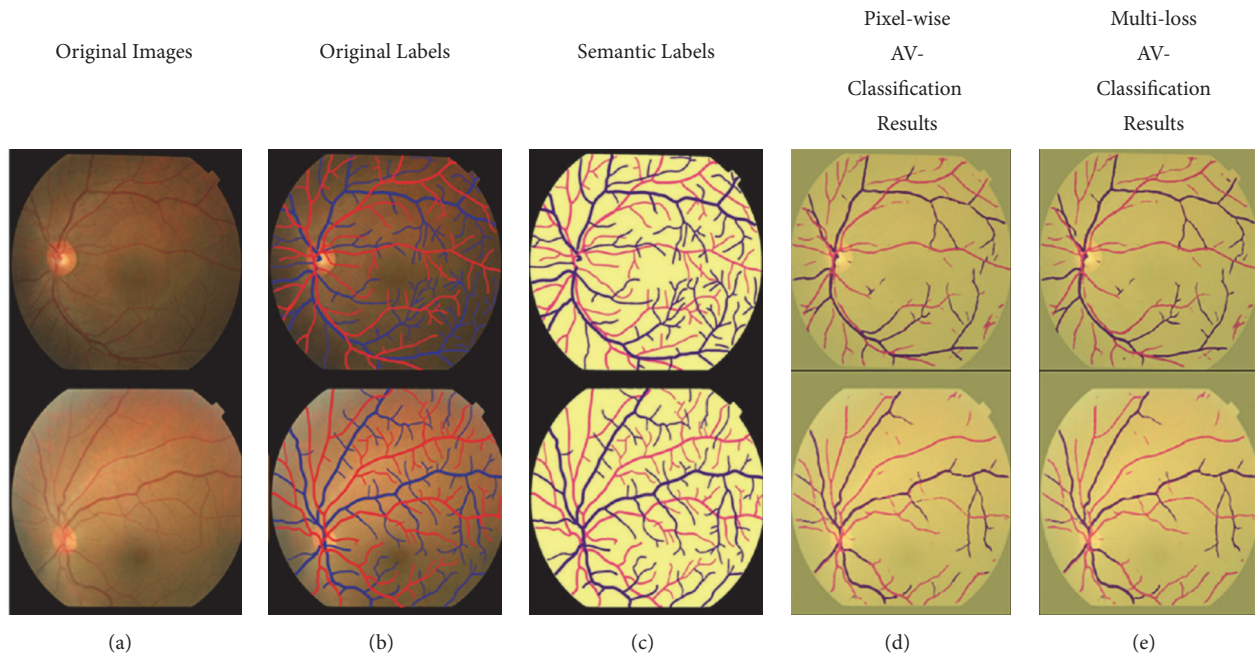 Original Images
Original Labels
Semantic Labels
Pixel-wise
AV-
Classification
Results
Multi-loss
AV-
Classification
Results
(a)
(b)
(c)
(d)
(e)